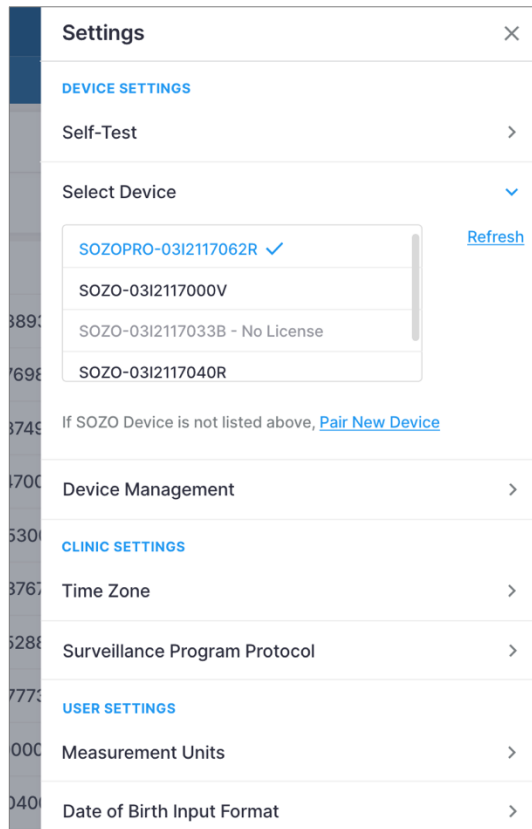 Settings
DEVICE SETTINGS
Self-Test
Select Device
SOZOPRO-03I2117062R
Refresh
SOZO-03I2117000V
SOZO-03I2117033B - No License
SOZO-03I2117040R
If SOZO Device is not listed above, Pair New Device
Device Management
CLINIC SETTINGS
Time Zone
Surveillance Program Protocol
USER SETTINGS
Measurement Units
Date of Birth Input Format